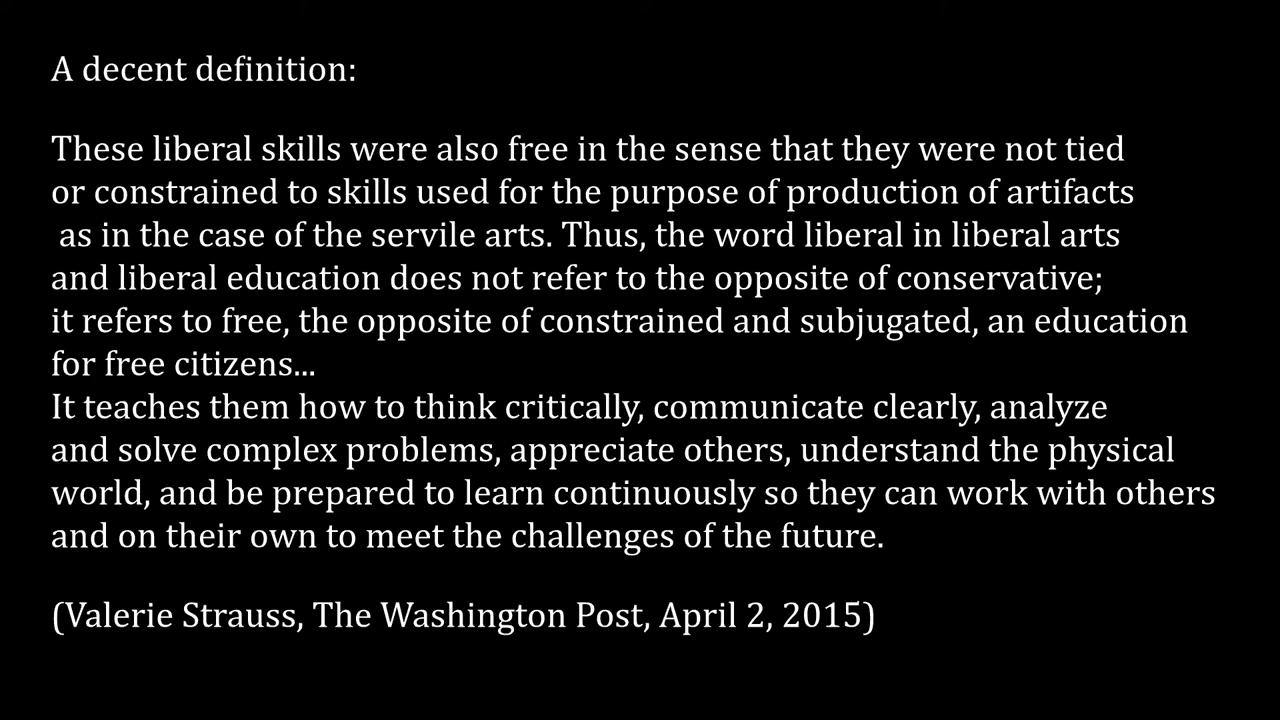 A decent definition:
These liberal skills were also free in the sense that they were not tied
or constrained to skills used for the purpose of production of artifacts
as in the case of the servile arts. Thus, the word liberal in liberal arts
and liberal education does not refer to the opposite of conservative;
it refers to free, the opposite of constrained and subjugated, an education
for free citizens...
It teaches them how to think critically, communicate clearly, analyze
and solve complex problems, appreciate others, understand the physical
world, and be prepared to learn continuously so they can work with others
and on their own to meet the challenges of the future.
(Valerie Strauss, The Washington Post, April 2, 2015)